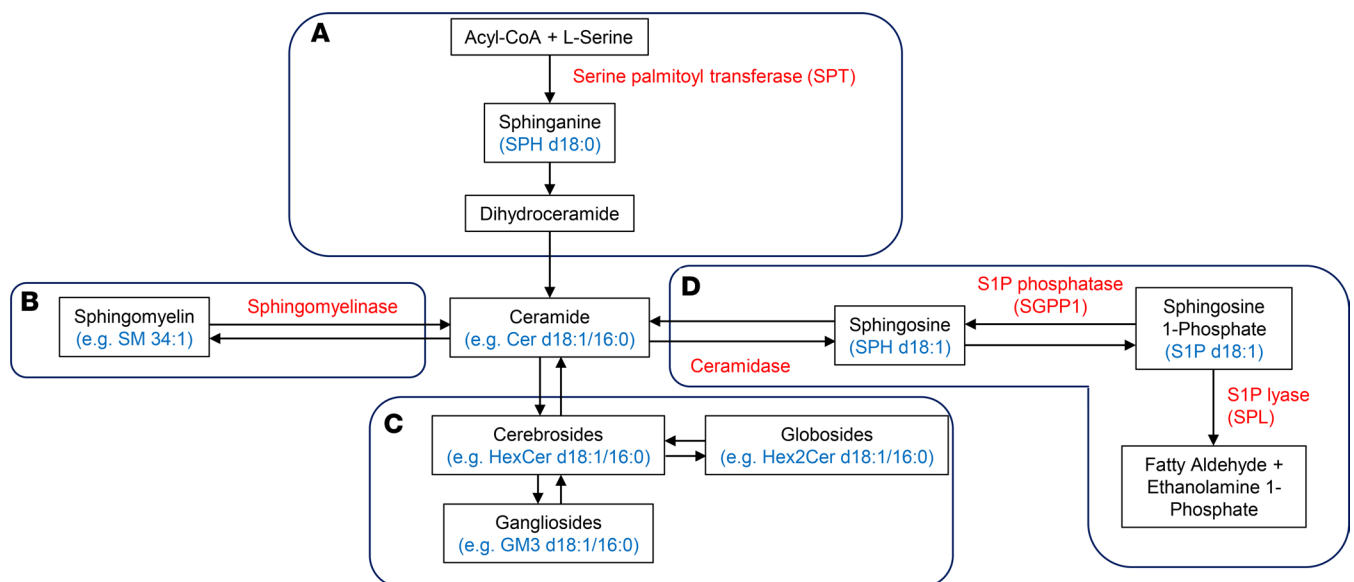 A
Acyl-CoA + L-Serine
Serine palmitoyl transferase (SPT)
Sphinganine
(SPH d18:0)
Dihydroceramide
B
Sphingomyelin
(e.g. SM 34:1)
Sphingomyelinase
Ceramide
(e.g. Cer d18:1/16:0)
D
Ceramidase
Sphingosine
(SPH d18:1)
S1P phosphatase
(SGPP1)
Sphingosine
1-Phosphate
(S1P d18:1)
S1P lyase
(SPL)
Fatty Aldehyde +
Ethanolamine 1-
Phosphate
C
Cerebrosides
(e.g. HexCer d18:1/16:0)
Globosides
(e.g. Hex2Cer d18:1/16:0)
Gangliosides
(e.g. GM3 d18:1/16:0)